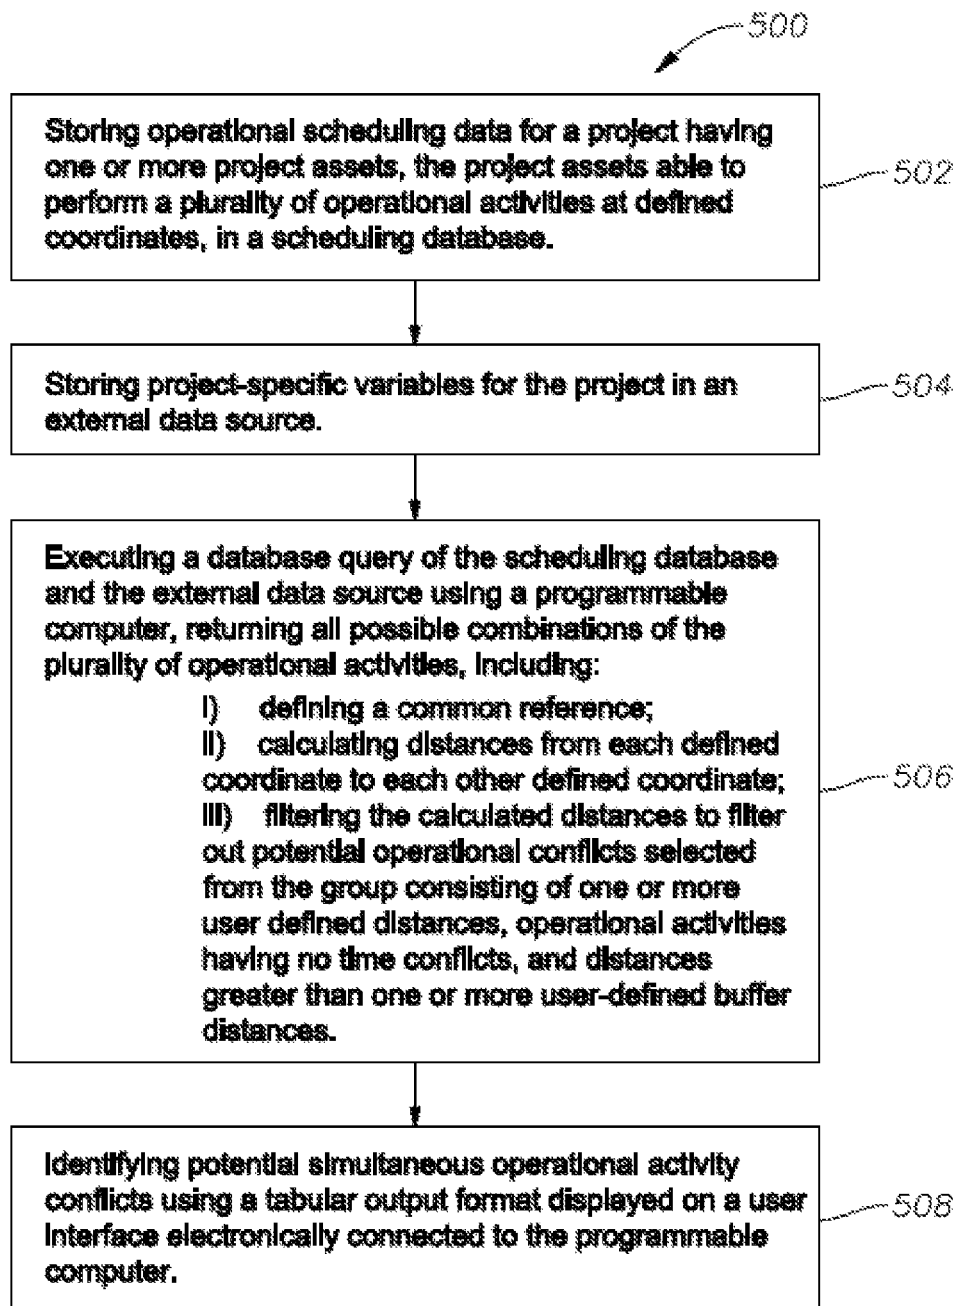 500
Storing operational scheduling data for a project having
one or more project assets, the project assets able to
perform a plurality of operational activities at defined
coordinates, in a scheduling database.
502
Storing project-specific variables for the project in an
external data source.
504
Executing a database query of the scheduling database
and the external data source using a programmable
computer, returning all possible combinations of the
plurality of operational activities, including:
i) defining a common reference;
ii) calculating distances from each defined
coordinate to each other defined coordinate;
iii) filtering the calculated distances to filter
out potential operational conflicts selected
from the group consisting of one or more
user defined distances, operational activities
having no time conflicts, and distances
greater than one or more user-defined buffer
distances.
506
Identifying potential simultaneous operational activity
conflicts using a tabular output format displayed on a user
interface electronically connected to the programmable
computer.
508